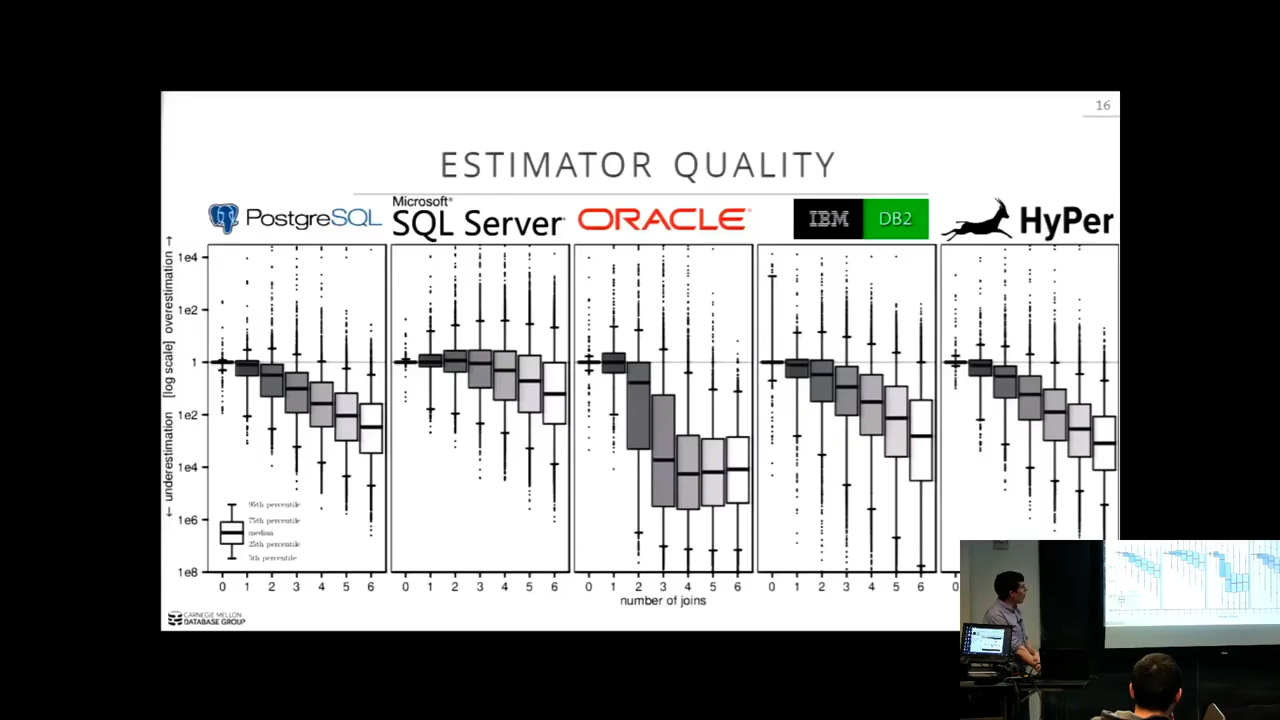 16
ESTIMATOR QUALITY
PostgreSQL
Microsoft®
SQL Server
ORACLE®
IBM DB2
HyPer
← underestimation [log scale] overestimation →
1e4
1e2
1
1e2
1e4
1e6
1e8
95th percentile
75th percentile
median
25th percentile
5th percentile
0 1 2 3 4 5 6
0 1 2 3 4 5 6
0 1 2 3 4 5 6
0 1 2 3 4 5 6
0
number of joins
CARNEGIE MELLON
DATABASE GROUP